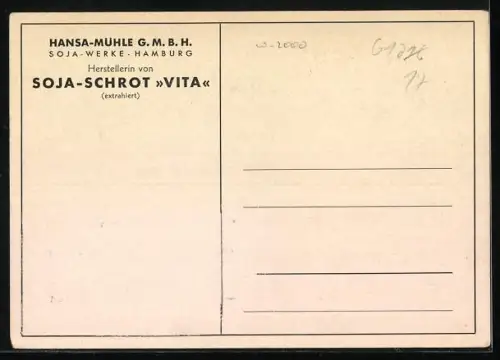 HANSA-MÜHLE G. M. B. H.
SOJA-WERKE-HAMBURG
Herstellerin von
SOJA-SCHROT »VITA«
(extrahiert)